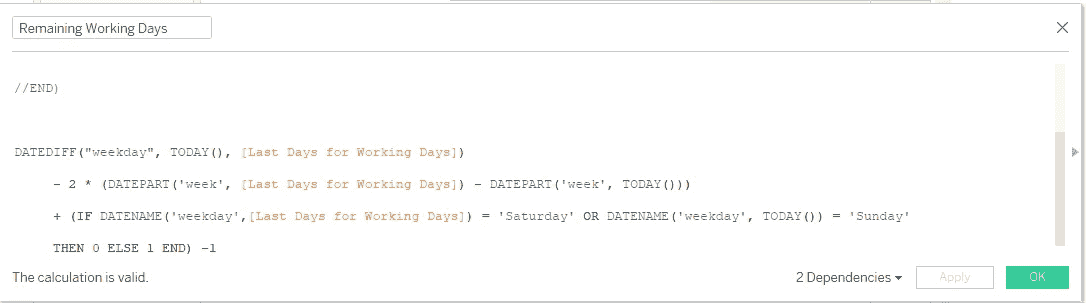 Remaining Working Days
//END)
DATEDIFF("weekday", TODAY(), [Last Days for Working Days])
- 2 * (DATEPART('week', [Last Days for Working Days]) - DATEPART('week', TODAY()))
+ (IF DATENAME('weekday',[Last Days for Working Days]) = 'Saturday' OR DATENAME('weekday', TODAY()) = 'Sunday'
THEN 0 ELSE 1 END) -1
The calculation is valid.
2 Dependencies
Apply
OK